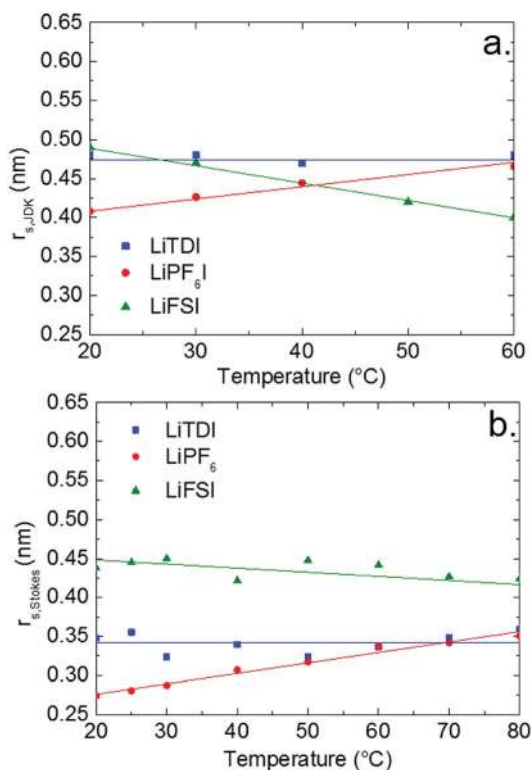 a.
0.65
0.60
0.55
0.50
0.45
0.40
0.35
0.30
0.25
r s,JDK (nm)
LiTDI
LiPF6I
LiFSI
20 30 40 50 60
Temperature (°C)
b.
0.65
0.60
0.55
0.50
0.45
0.40
0.35
0.30
0.25
r s,Stokes (nm)
LiTDI
LiPF6
LiFSI
20 30 40 50 60 70 80
Temperature (°C)